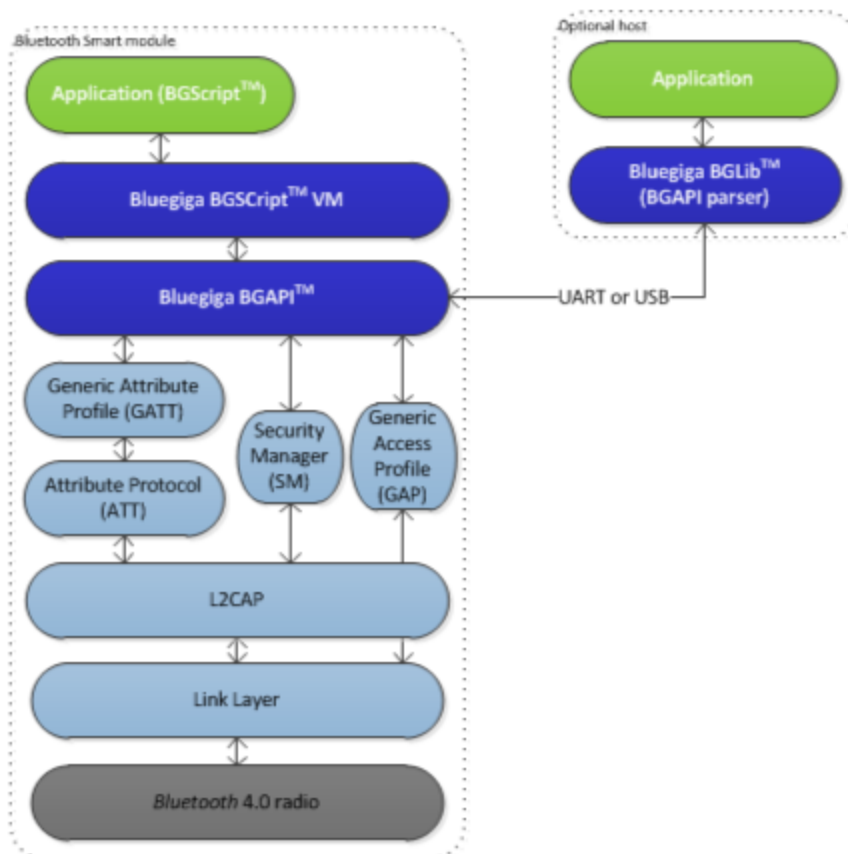 Bluetooth Smart module
Application (BGScript™)
Bluegiga BGSCript™ VM
Bluegiga BGAPI™
Generic Attribute
Profile (GATT)
Attribute Protocol
(ATT)
Security
Manager
(SM)
Generic
Access
Profile
(GAP)
L2CAP
Link Layer
Bluetooth 4.0 radio
Optional host
Application
Bluegiga BGLib™
(BGAPI parser)
UART or USB